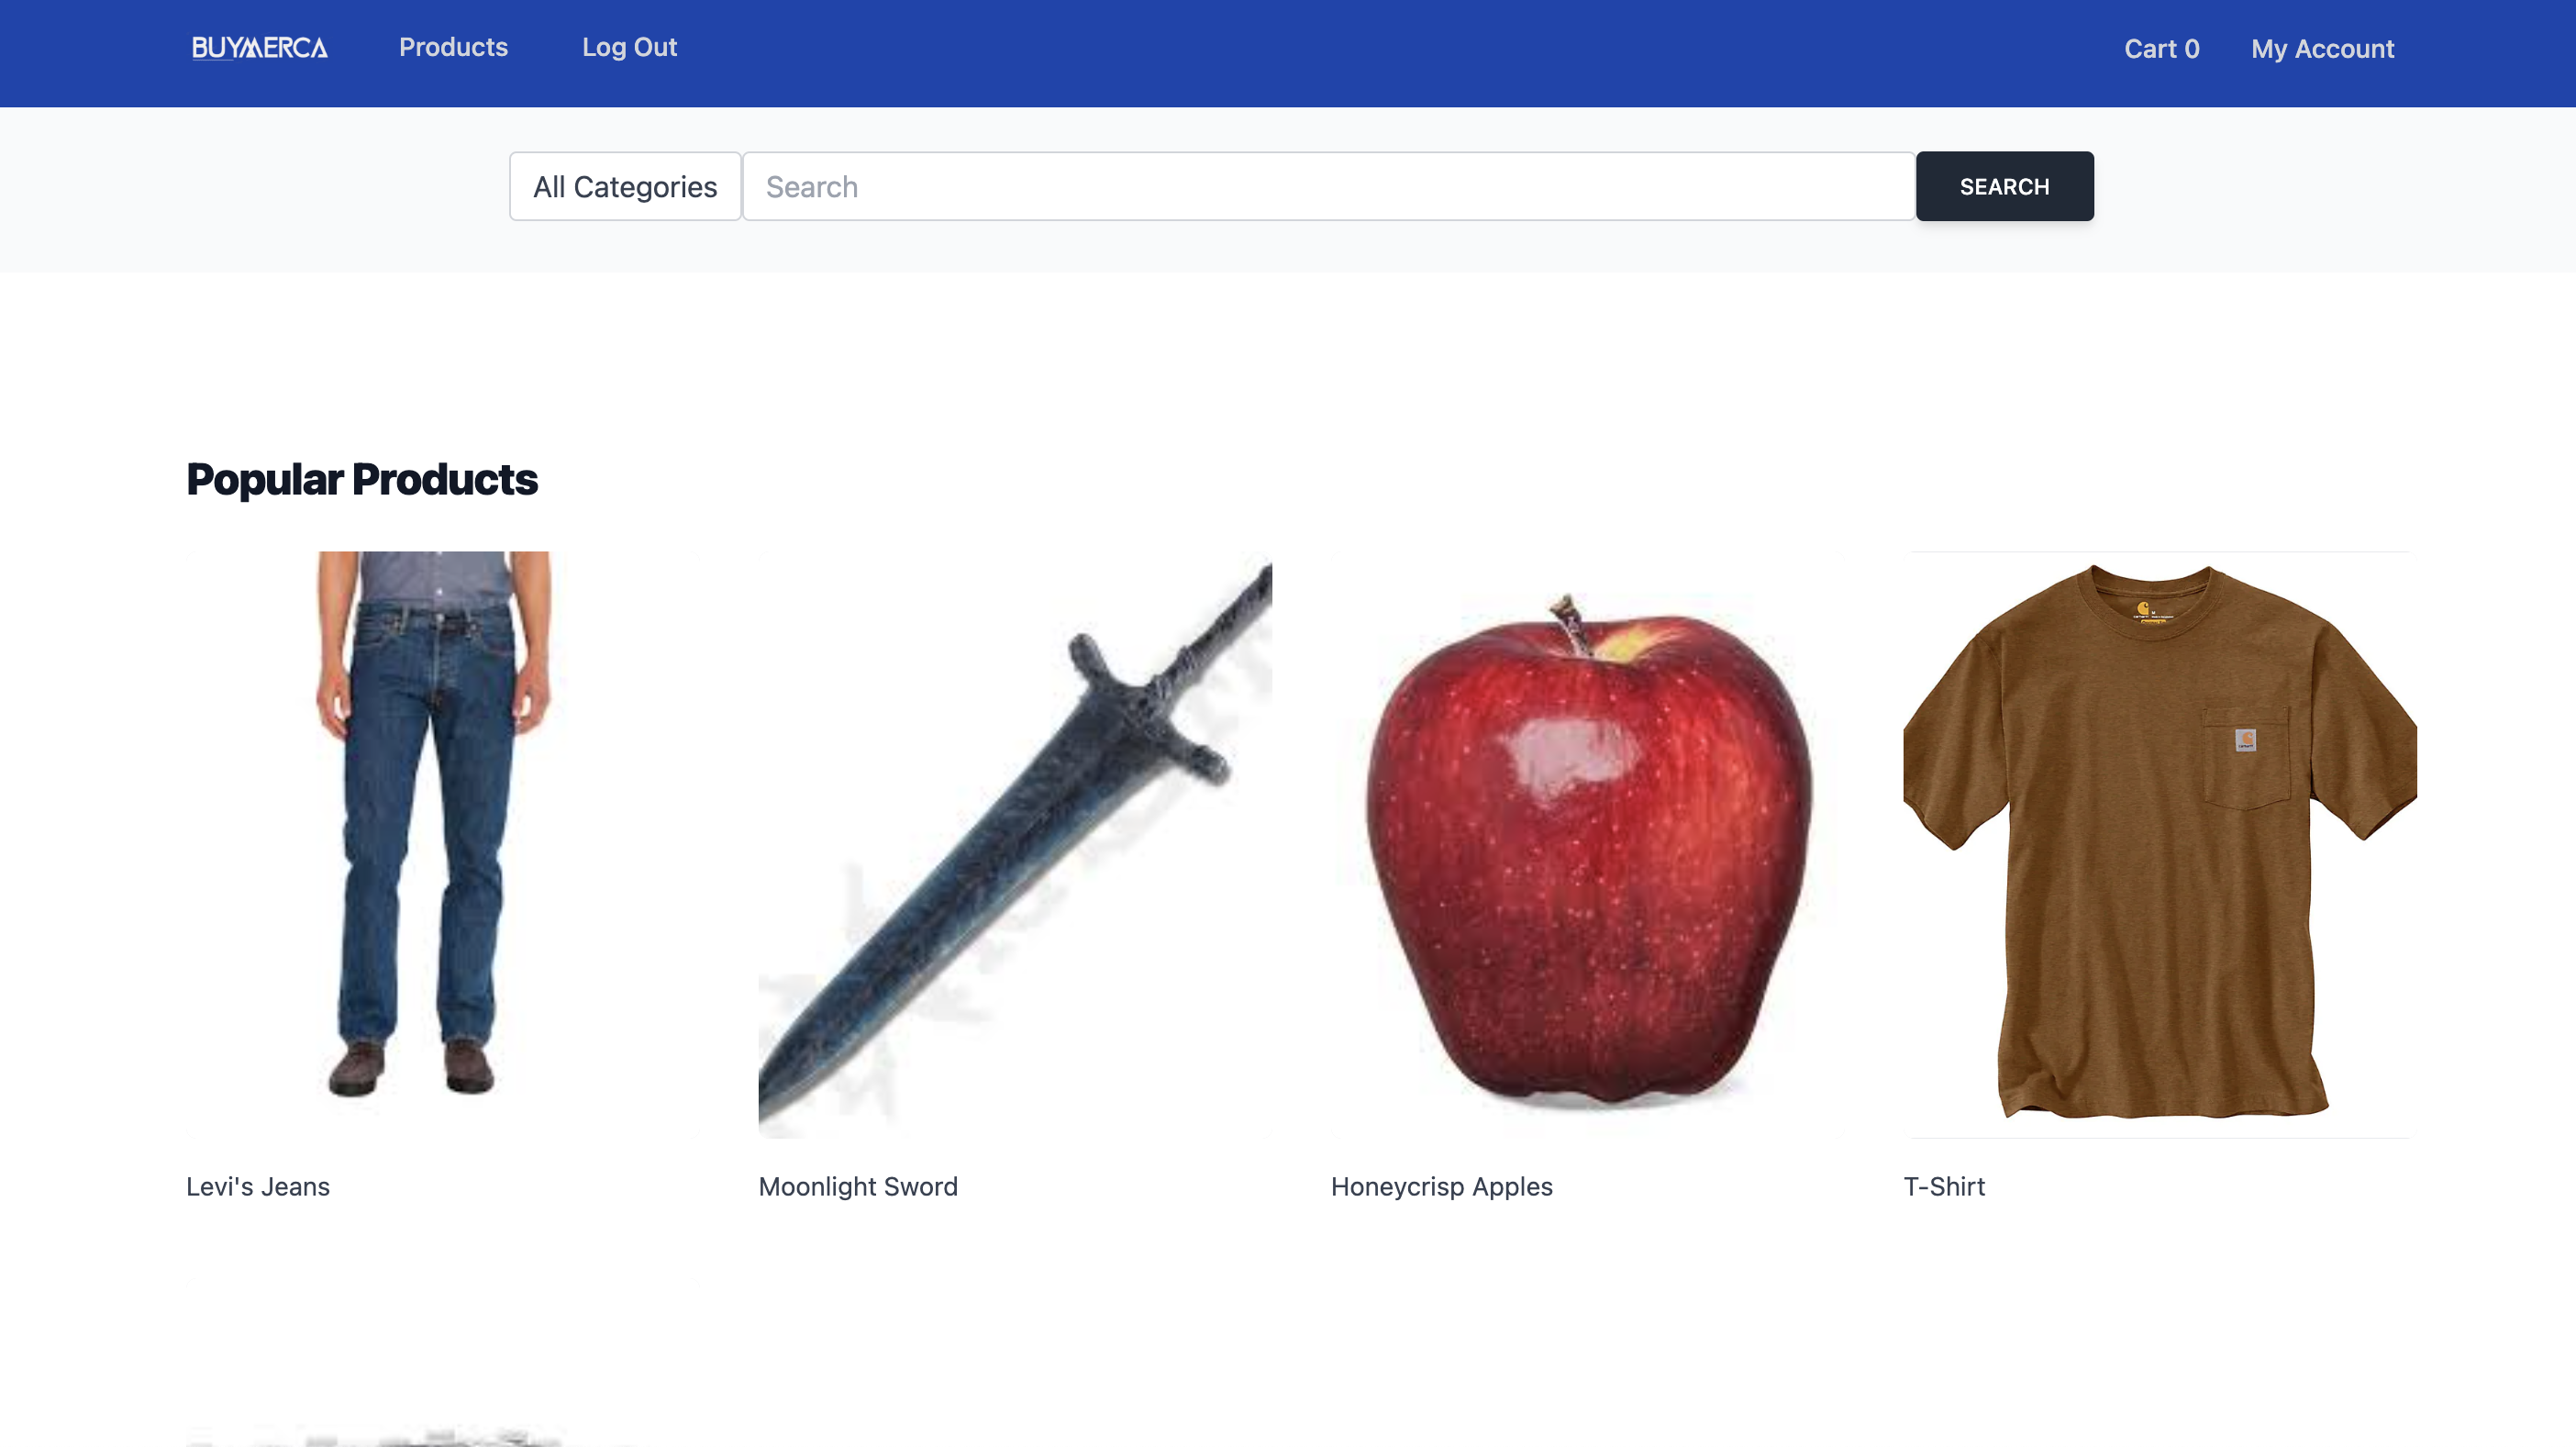 BUYMERCA Products Log Out Cart 0 My Account
All Categories Search SEARCH
Popular Products
Levi's Jeans Moonlight Sword Honeycrisp Apples T-Shirt